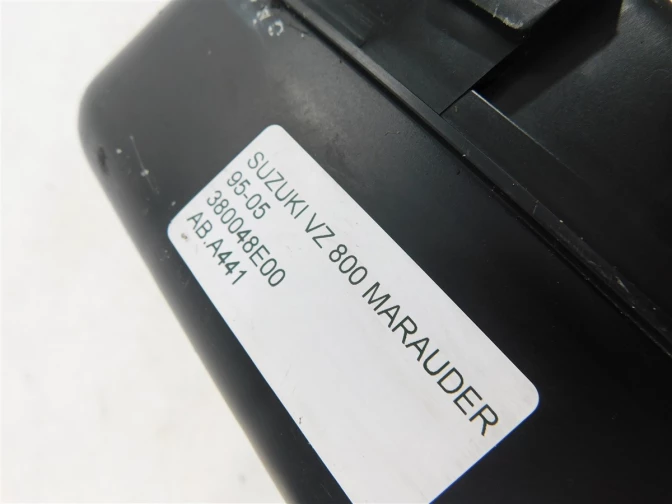 SUZUKI VZ 800 MARAUDER
95-05
380048E00
AB.A441